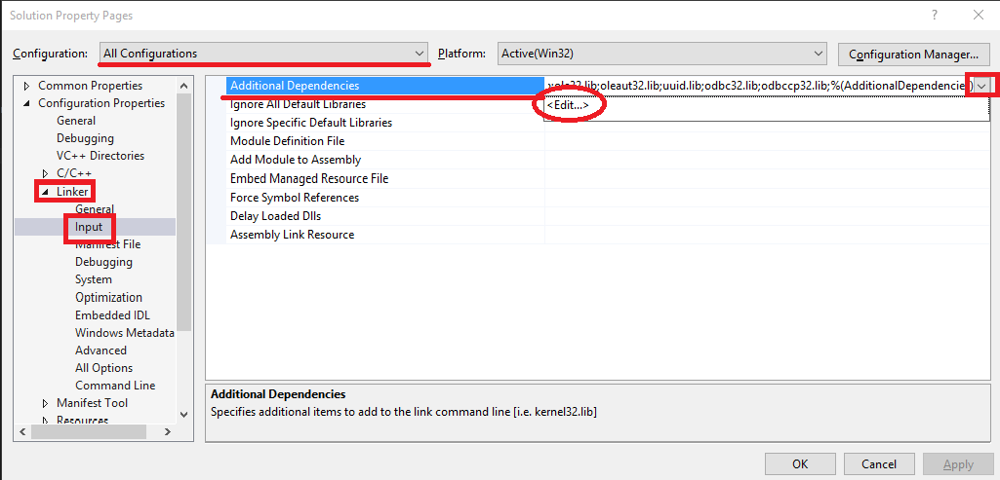 Solution Property Pages
?
Configuration: All Configurations Platform: Active(Win32) Configuration Manager...
Common Properties
Configuration Properties
General
Debugging
VC++ Directories
C/C++
Linker
General
Input
Manifest File
Debugging
System
Optimization
Embedded IDL
Windows Metadata
Advanced
All Options
Command Line
Manifest Tool
Resources
Additional Dependencies ;ole32.lib;oleaut32.lib;uuid.lib;odbc32.lib;odbccp32.lib;%(AdditionalDependencies)
<Edit...>
Ignore All Default Libraries
Ignore Specific Default Libraries
Module Definition File
Add Module to Assembly
Embed Managed Resource File
Force Symbol References
Delay Loaded Dlls
Assembly Link Resource
Additional Dependencies
Specifies additional items to add to the link command line [i.e. kernel32.lib]
OK Cancel Apply